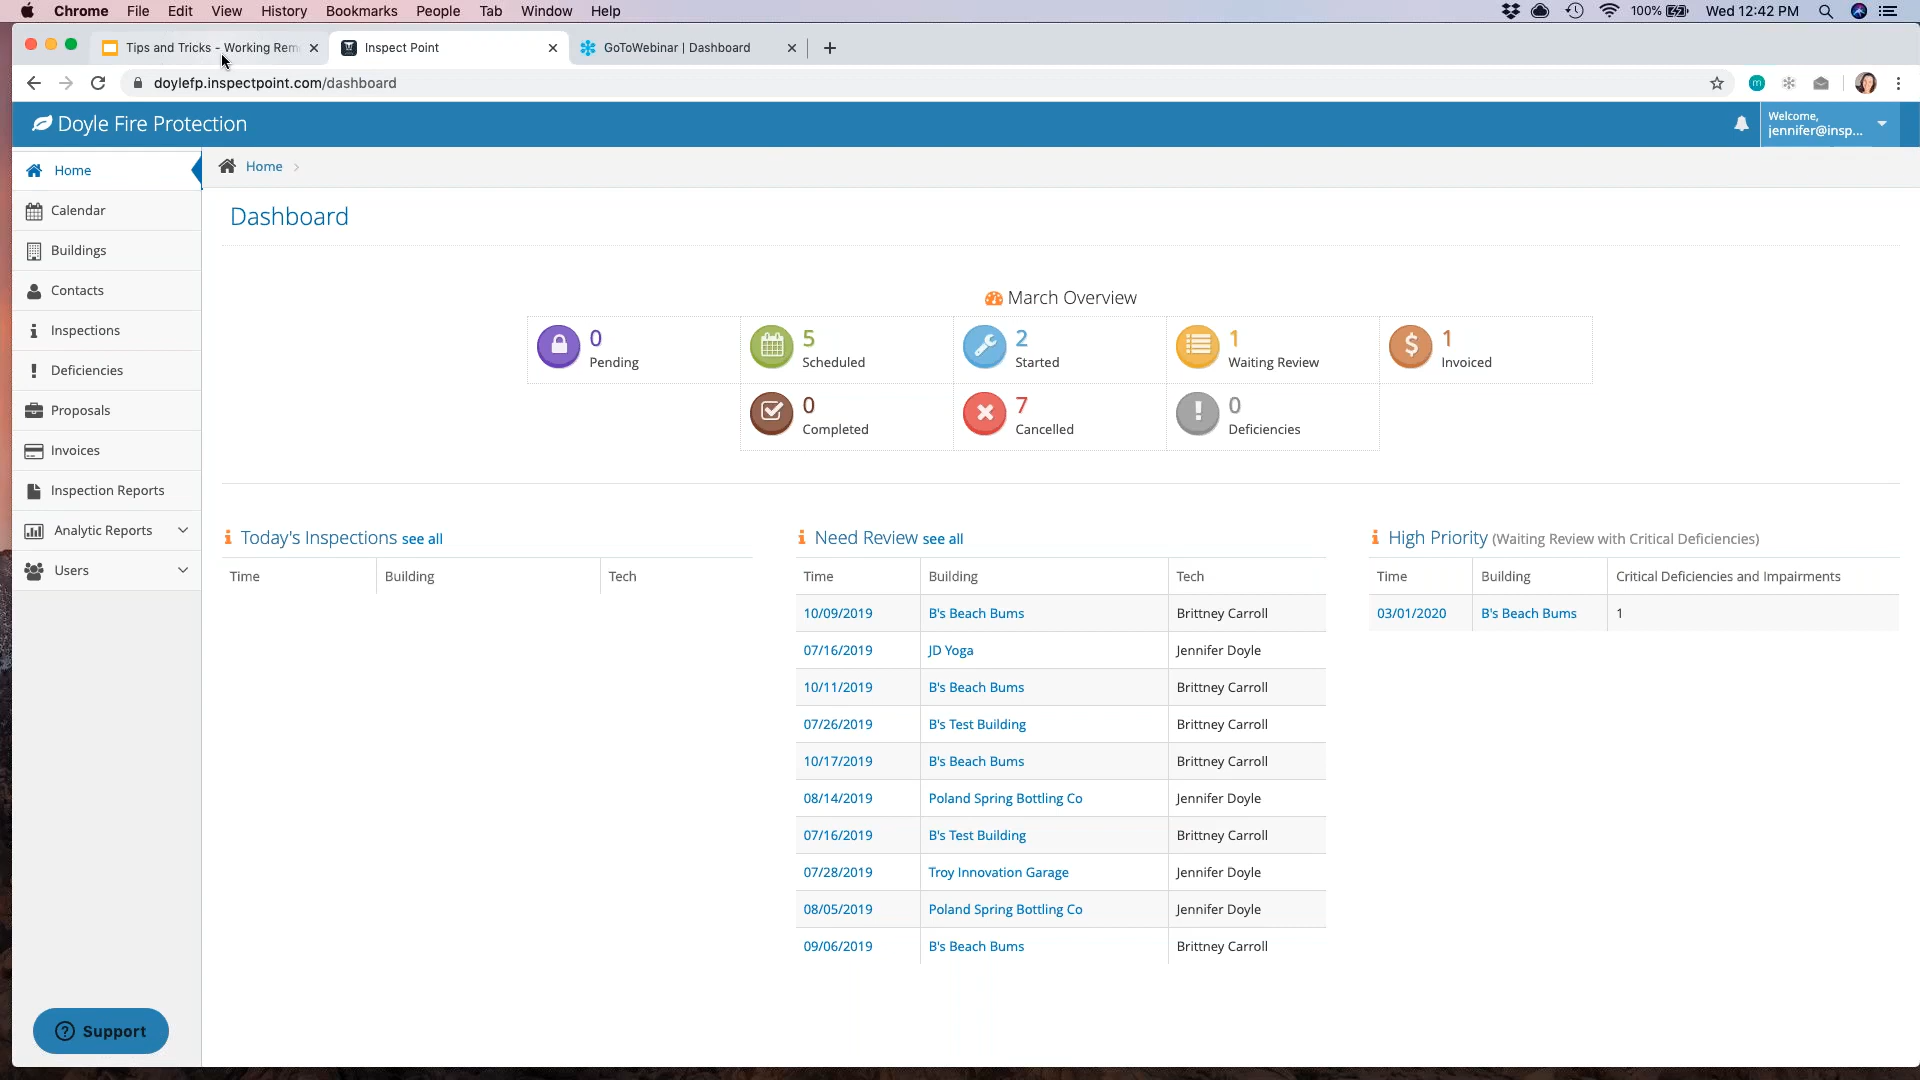 Chrome File Edit View History Bookmarks People Tab Window Help 100% Wed 12:42 PM
Tips and Tricks - Working Rem Inspect Point GoToWebinar | Dashboard
doylefp.inspectpoint.com/dashboard
Doyle Fire Protection
Welcome,
jennifer@insp...
Home
Calendar
Buildings
Contacts
Inspections
Deficiencies
Proposals
Invoices
Inspection Reports
Analytic Reports
Users
Support
Home
Dashboard
March Overview
0
Pending
5
Scheduled
2
Started
1
Waiting Review
1
Invoiced
0
Completed
7
Cancelled
0
Deficiencies
Today's Inspections see all
Time Building Tech
Need Review see all
Time Building Tech
10/09/2019 B's Beach Bums Brittney Carroll
07/16/2019 JD Yoga Jennifer Doyle
10/11/2019 B's Beach Bums Brittney Carroll
07/26/2019 B's Test Building Brittney Carroll
10/17/2019 B's Beach Bums Brittney Carroll
08/14/2019 Poland Spring Bottling Co Jennifer Doyle
07/16/2019 B's Test Building Brittney Carroll
07/28/2019 Troy Innovation Garage Jennifer Doyle
08/05/2019 Poland Spring Bottling Co Jennifer Doyle
09/06/2019 B's Beach Bums Brittney Carroll
High Priority (Waiting Review with Critical Deficiencies)
Time Building Critical Deficiencies and Impairments
03/01/2020 B's Beach Bums 1